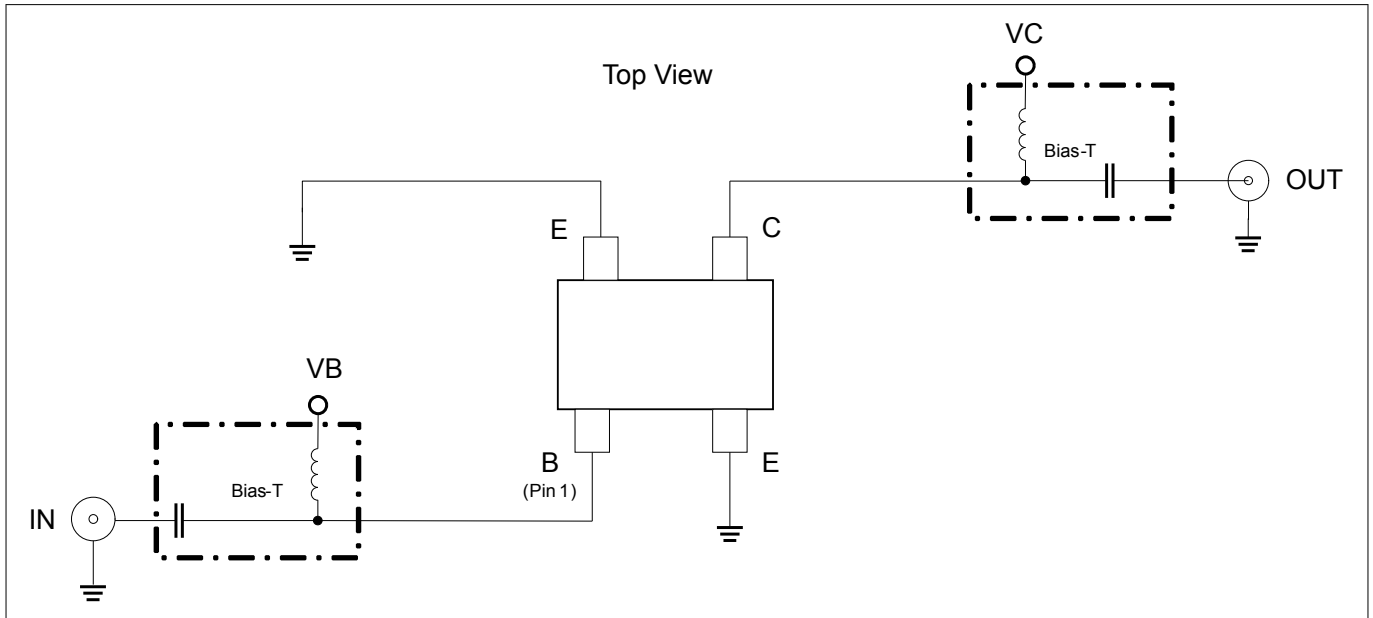 VC
Top View
Bias-T
OUT
E
C
VB
B
(Pin 1)
E
Bias-T
IN